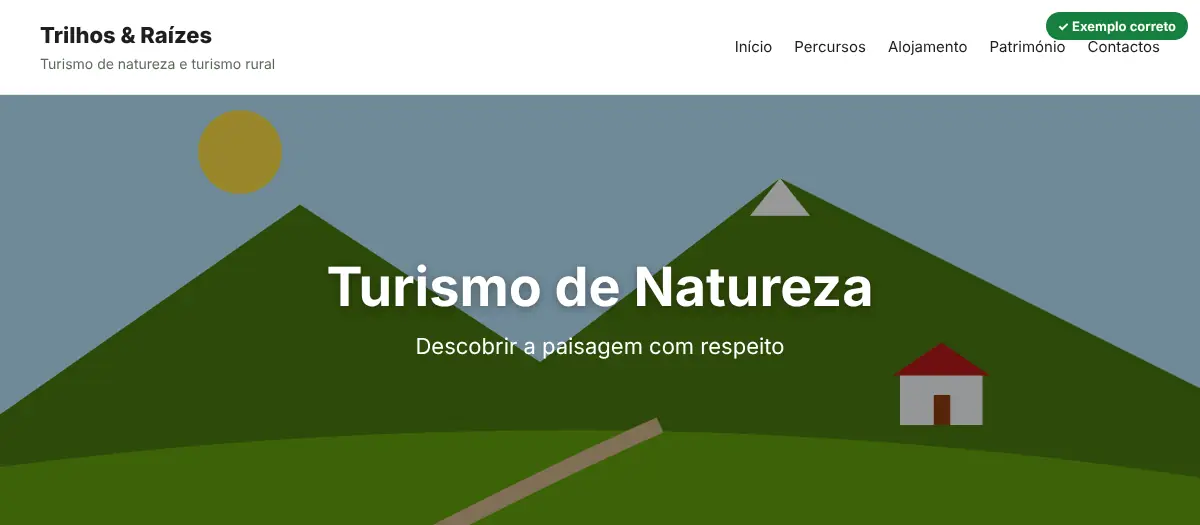 Trilhos & Raízes
Turismo de natureza e turismo rural
✓ Exemplo correto
Início Percursos Alojamento Património Contactos
Turismo de Natureza
Descobrir a paisagem com respeito